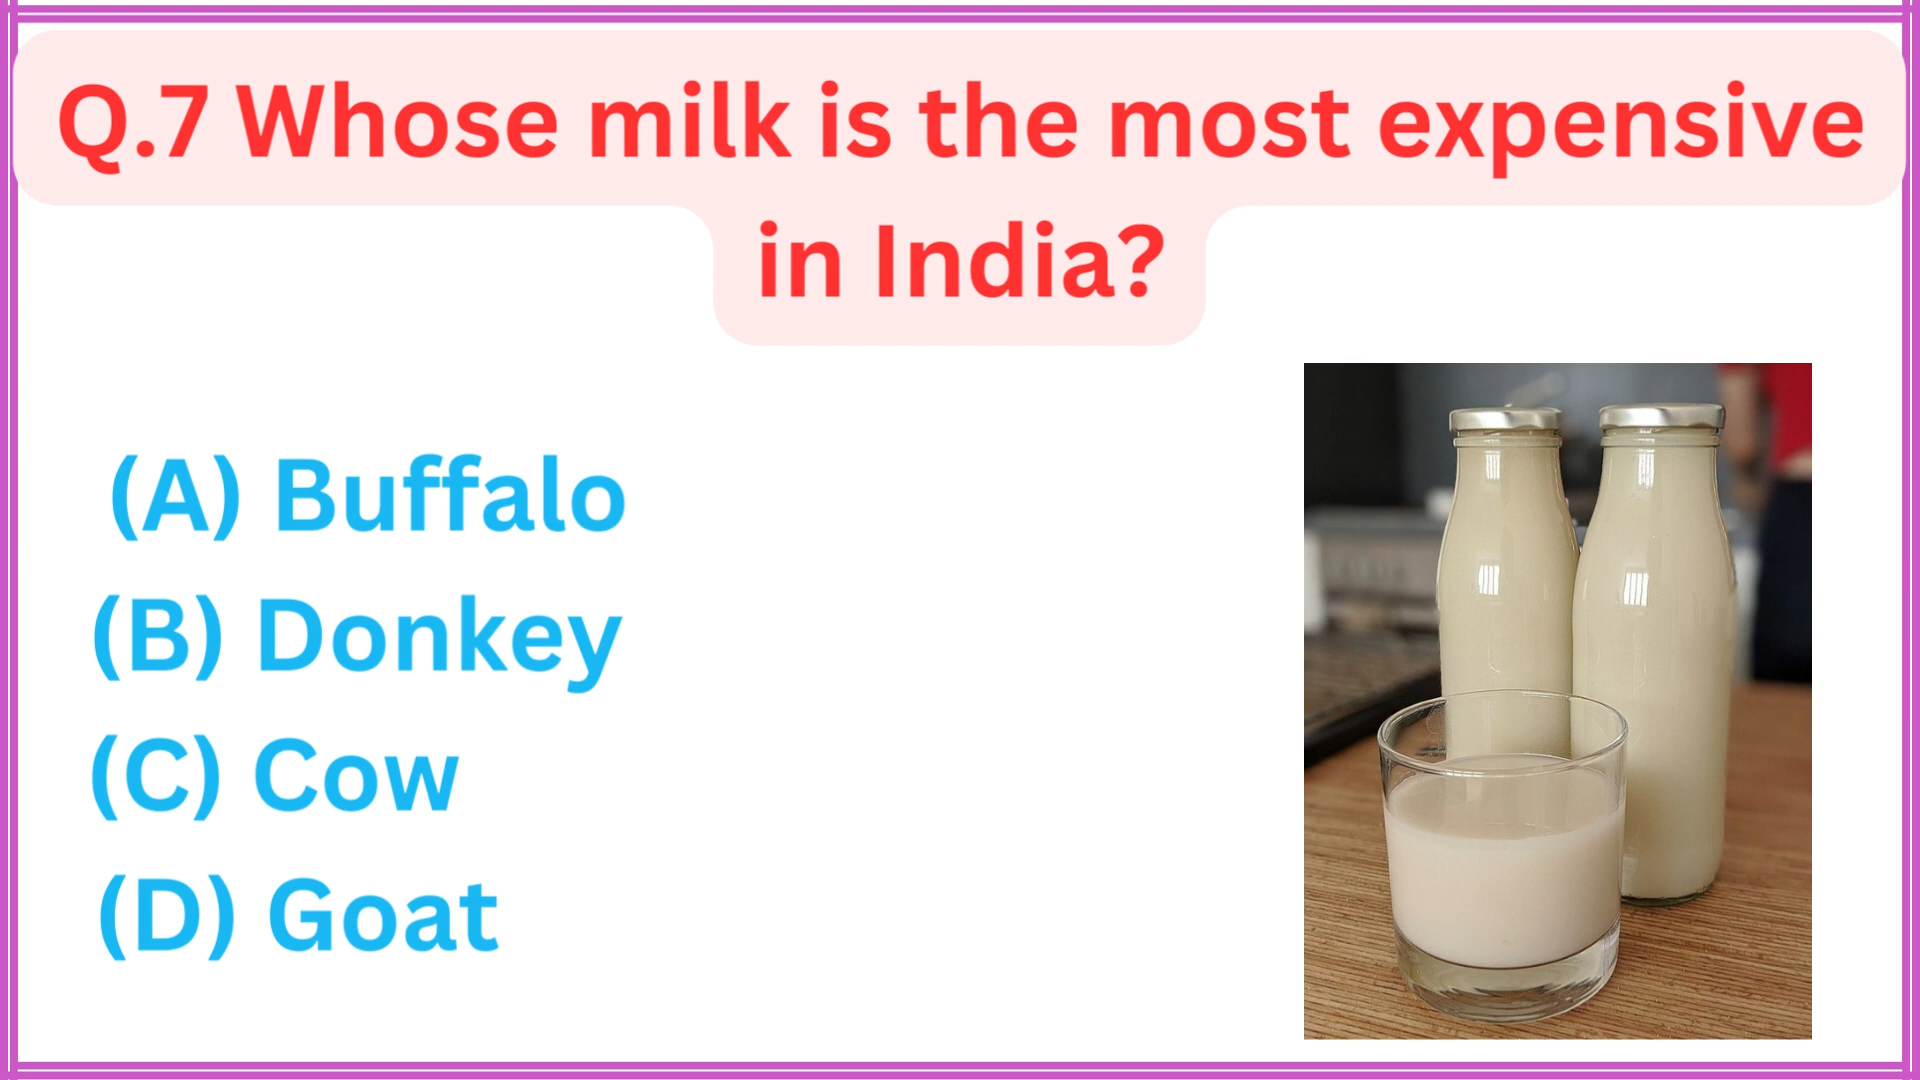 Q.7 Whose milk is the most expensive
in India?
(A) Buffalo
(B) Donkey
(C) Cow
(D) Goat